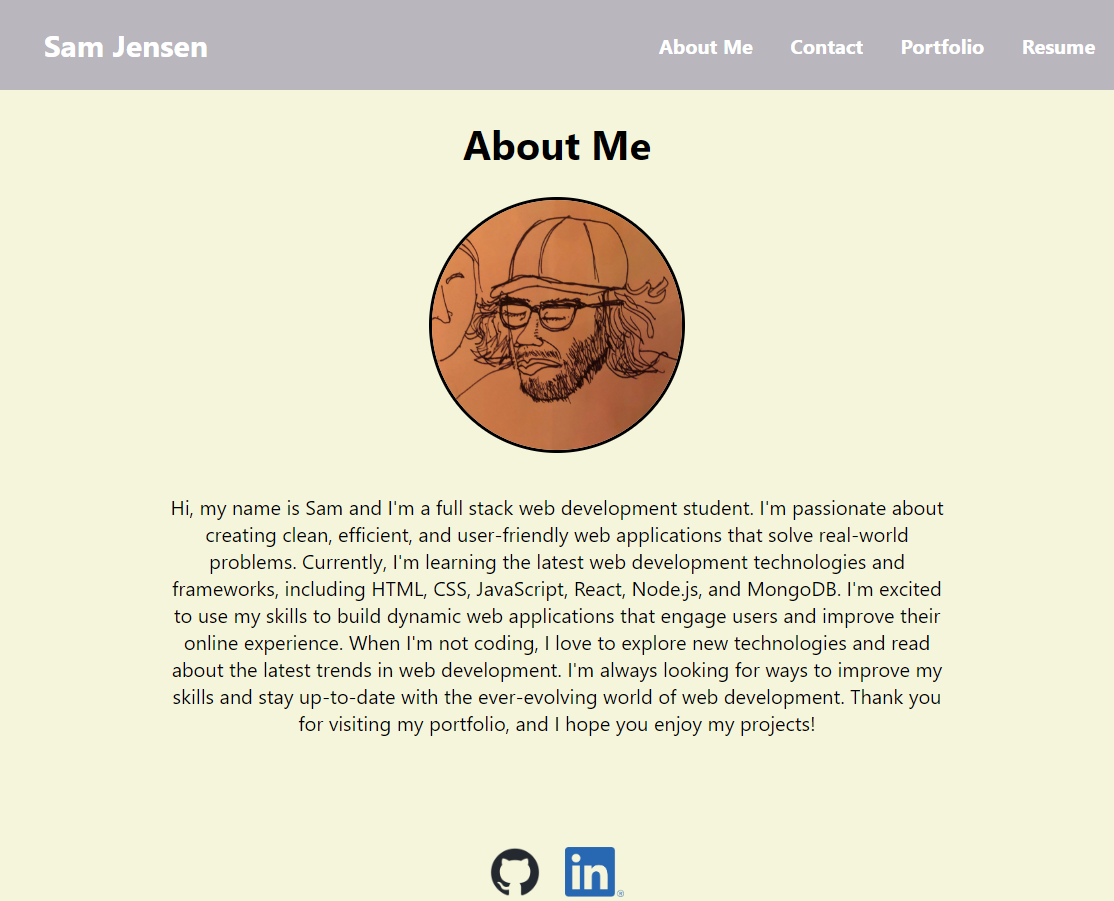 Sam Jensen
About Me Contact Portfolio Resume
About Me
Hi, my name is Sam and I'm a full stack web development student. I'm passionate about
creating clean, efficient, and user-friendly web applications that solve real-world
problems. Currently, I'm learning the latest web development technologies and
frameworks, including HTML, CSS, JavaScript, React, Node.js, and MongoDB. I'm excited
to use my skills to build dynamic web applications that engage users and improve their
online experience. When I'm not coding, I love to explore new technologies and read
about the latest trends in web development. I'm always looking for ways to improve my
skills and stay up-to-date with the ever-evolving world of web development. Thank you
for visiting my portfolio, and I hope you enjoy my projects!
in ®